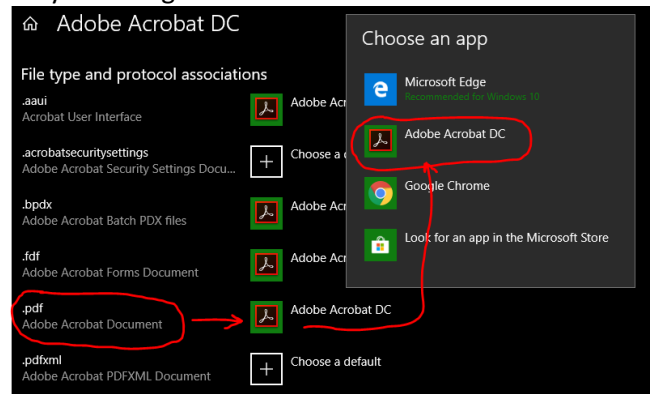 Adobe Acrobat DC
File type and protocol associations
.aaui
Acrobat User Interface
Adobe Acr
.acrobatsecuritysettings
Adobe Acrobat Security Settings Docu...
Choose a d
.bpdx
Adobe Acrobat Batch PDX files
Adobe Acr
.fdf
Adobe Acrobat Forms Document
Adobe Acr
.pdf
Adobe Acrobat Document
Adobe Acrobat DC
.pdfxml
Adobe Acrobat PDFXML Document
Choose a default
Choose an app
Microsoft Edge
Recommended for Windows 10
Adobe Acrobat DC
Google Chrome
Look for an app in the Microsoft Store